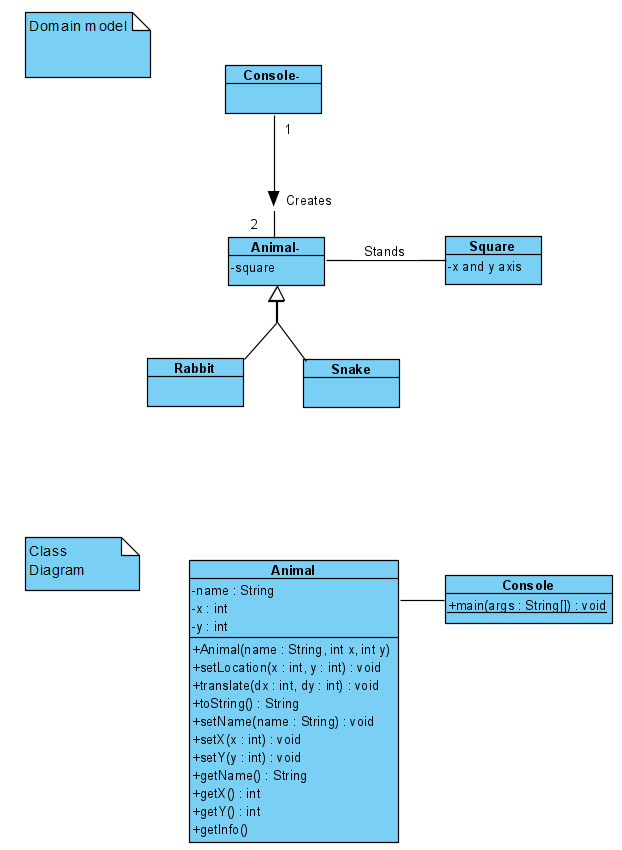 Domain model
Console-
1
Creates
2
Animal-
-square
Stands
Square
-x and y axis
Rabbit
Snake
Class
Diagram
Animal
-name : String
-x : int
-y : int
+Animal(name : String, int x, int y)
+setLocation(x : int, y : int) : void
+translate(dx : int, dy : int) : void
+toString() : String
+setName(name : String) : void
+setX(x : int) : void
+setY(y : int) : void
+getName() : String
+getX() : int
+getY() : int
+getInfo()
Console
+main(args : String[]) : void